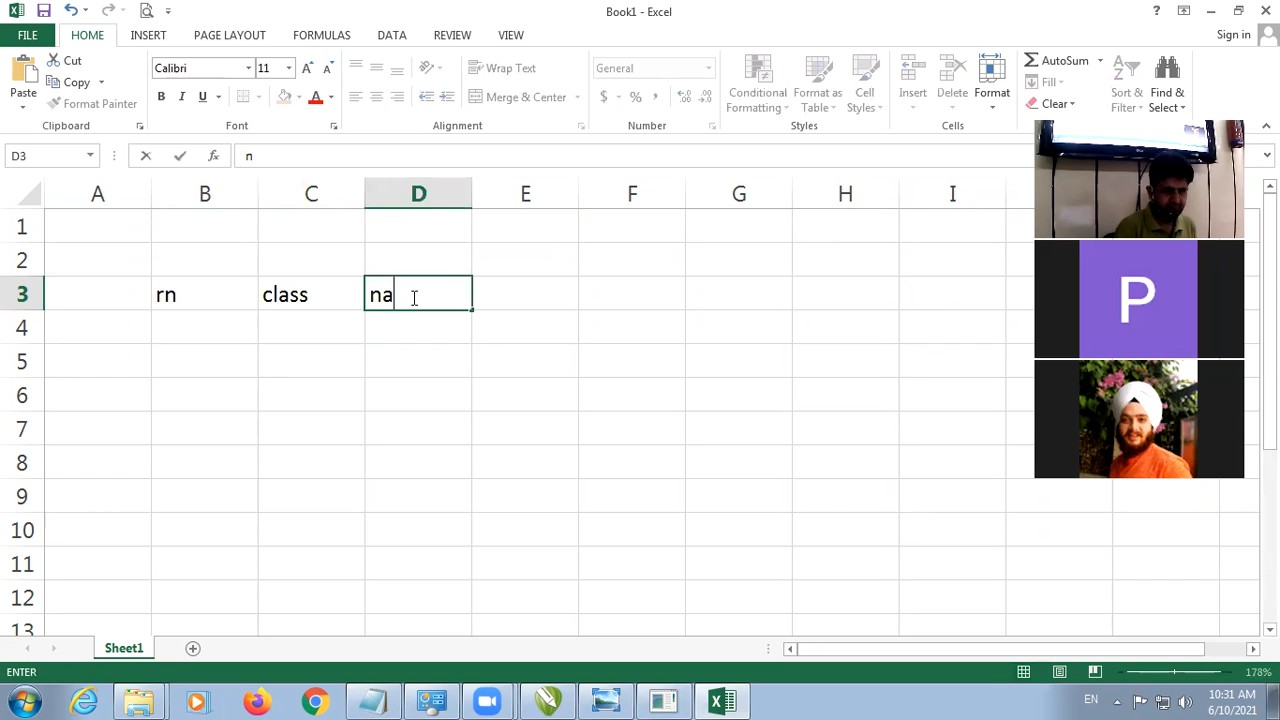 Book1 - Excel
?
FILE HOME INSERT PAGE LAYOUT FORMULAS DATA REVIEW VIEW Sign in
Paste Cut Copy Format Painter Clipboard
Calibri 11 B I U A Font
Wrap Text Merge & Center Alignment
General $ % , Number
Conditional Formatting Format as Table Cell Styles Styles
Insert Delete Format Cells
AutoSum Fill Clear Sort & Filter Find & Select
D3 fx n
A B C D E F G H I
1
2
3 rn class na
4
5
6
7
8
9
10
11
12
13
P
Sheet1
ENTER 178%
EN 10:31 AM
6/10/2021